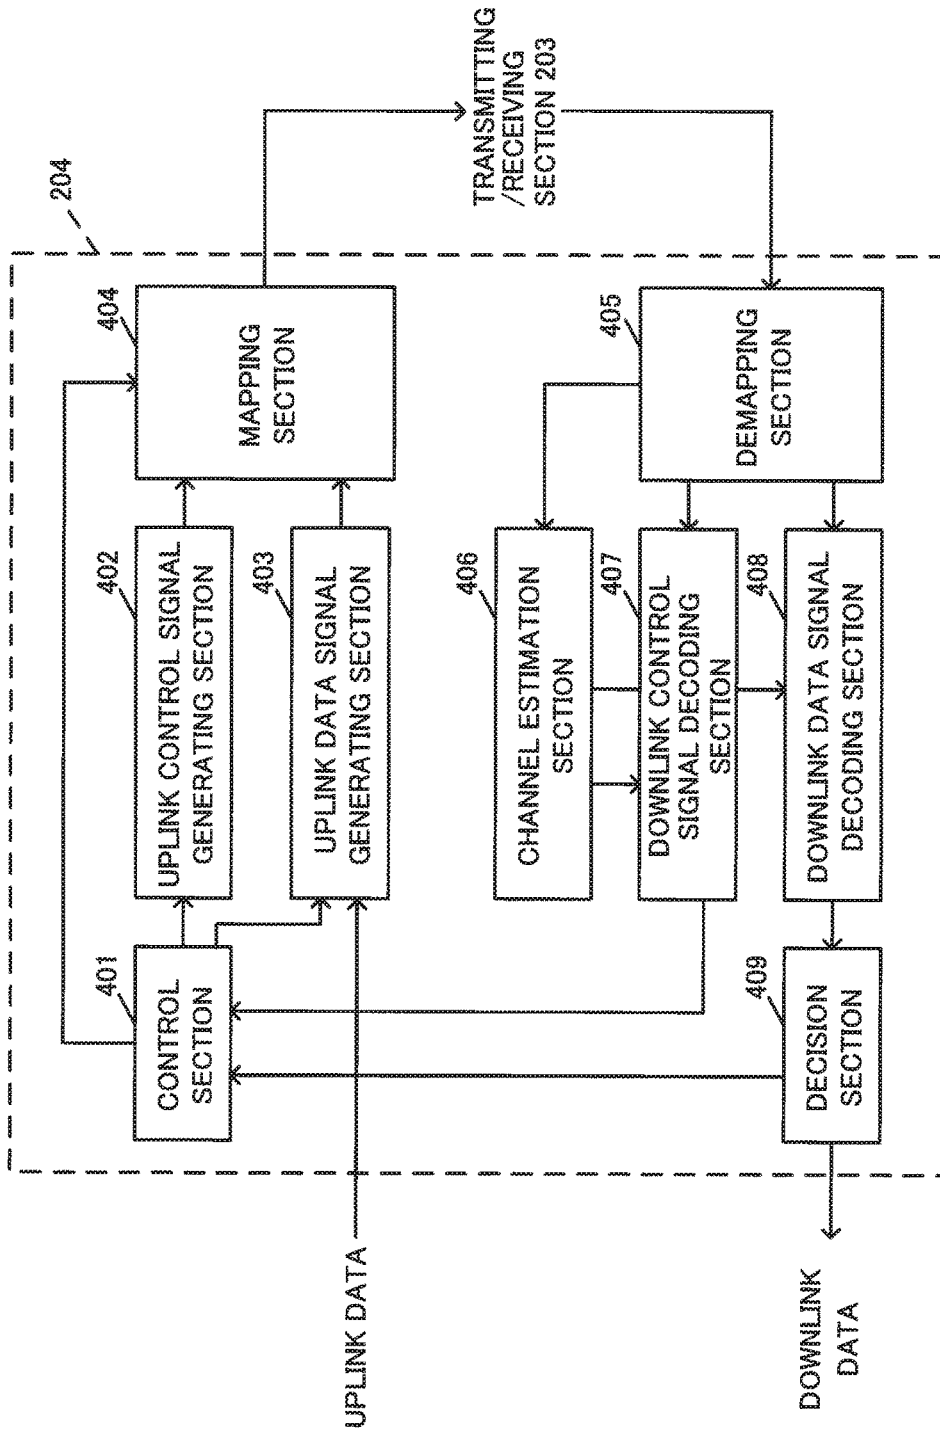 204
401
CONTROL
SECTION
402
UPLINK CONTROL SIGNAL
GENERATING SECTION
404
MAPPING
SECTION
403
UPLINK DATA SIGNAL
GENERATING SECTION
UPLINK DATA
TRANSMITTING
/RECEIVING
SECTION 203
406
CHANNEL ESTIMATION
SECTION
405
DEMAPPING
SECTION
407
DOWNLINK CONTROL
SIGNAL DECODING
SECTION
408
DOWNLINK DATA SIGNAL
DECODING SECTION
409
DECISION
SECTION
DOWNLINK
DATA